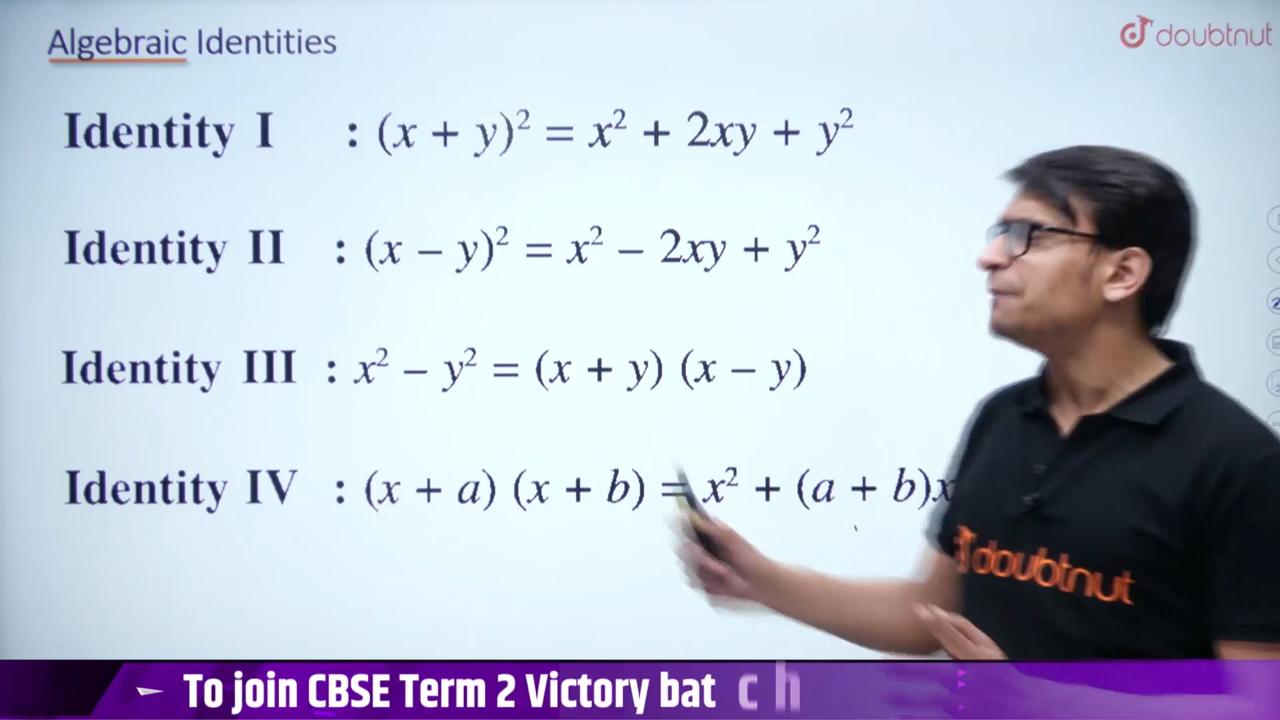 Algebraic Identities
doubtnut
Identity I : (x + y)² = x² + 2xy + y²
Identity II : (x – y)² = x² – 2xy + y²
Identity III : x² – y² = (x + y) (x – y)
Identity IV : (x + a) (x + b) = x² + (a + b)x
doubtnut
To join CBSE Term 2 Victory batch